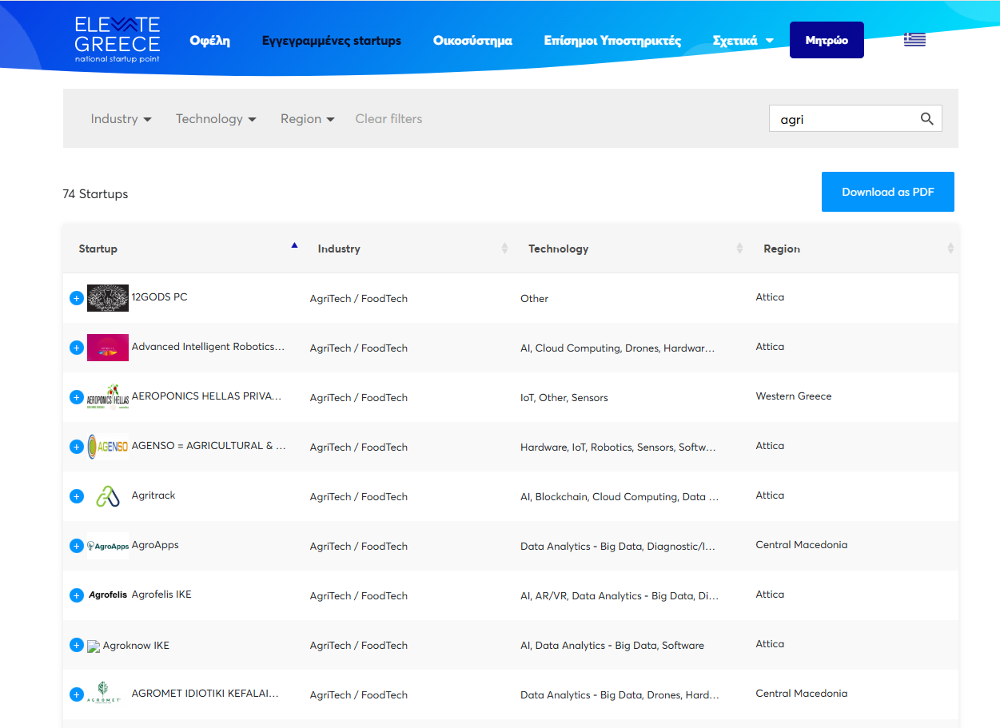 ELEVATE
GREECE
national startup point
Οφέλη
Εγγεγραμμένες startups
Οικοσύστημα
Επίσημοι Υποστηρικτές
Σχετικά
Μητρώο
Industry
Technology
Region
Clear filters
agri
74 Startups
Download as PDF
Startup Industry Technology Region
12GODS PC AgriTech / FoodTech Other Attica
Advanced Intelligent Robotics... AgriTech / FoodTech AI, Cloud Computing, Drones, Hardwar... Attica
AEROPONICS HELLAS AEROPONICS HELLAS PRIVA... AgriTech / FoodTech IoT, Other, Sensors Western Greece
AGENSO AGENSO = AGRICULTURAL & ... AgriTech / FoodTech Hardware, IoT, Robotics, Sensors, Softw... Attica
Agritrack AgriTech / FoodTech AI, Blockchain, Cloud Computing, Data ... Attica
AgroApps AgroApps AgriTech / FoodTech Data Analytics - Big Data, Diagnostic/I... Central Macedonia
Agrofelis Agrofelis IKE AgriTech / FoodTech AI, AR/VR, Data Analytics - Big Data, Di... Attica
Agroknow IKE AgriTech / FoodTech AI, Data Analytics - Big Data, Software Attica
AGROMET AGROMET IDIOTIKI KEFALAI... AgriTech / FoodTech Data Analytics - Big Data, Drones, Hard... Central Macedonia